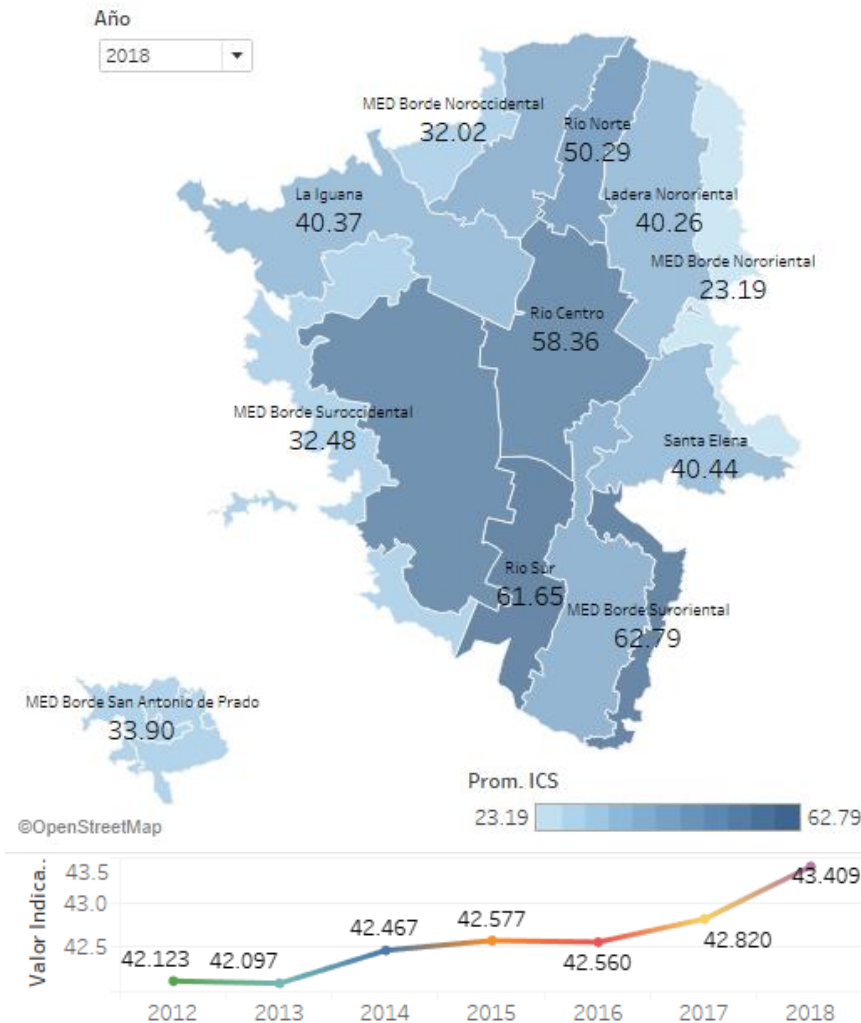 Año
2018
MED Borde Noroccidental
32.02
Rio Norte
50.29
La Iguana
40.37
Ladera Nororiental
40.26
MED Borde Nororiental
23.19
Rio Centro
58.36
MED Borde Suroccidental
32.48
Santa Elena
40.44
Rio Sur
61.65
MED Borde Suroriental
62.79
MED Borde San Antonio de Prado
33.90
Prom. ICS
23.19
62.79
©OpenStreetMap
Valor Indica..
43.5
43.0
42.5
42.123
42.097
42.467
42.577
42.560
42.820
43.409
2012
2013
2014
2015
2016
2017
2018